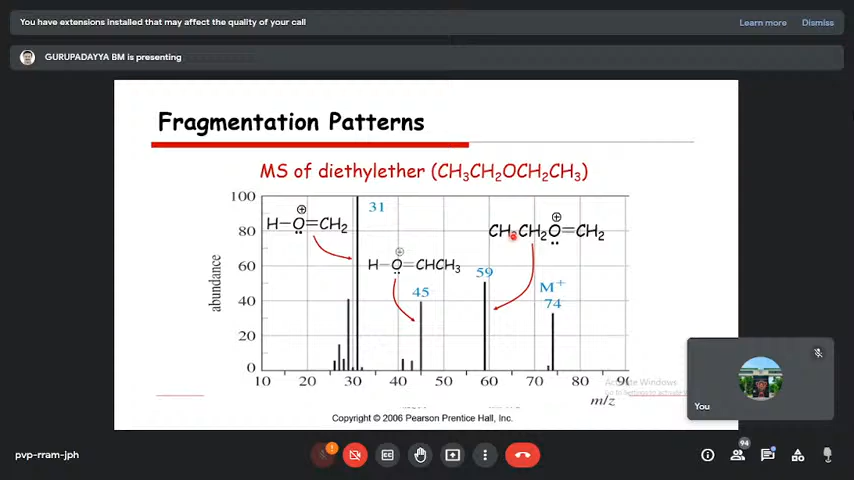 You have extensions installed that may affect the quality of your call
Learn more
Dismiss
GURUPADAYYA BM is presenting
Fragmentation Patterns
MS of diethylether (CH₃CH₂OCH₂CH₃)
100
80
60
40
20
0
abundance
H–O=CH₂
⊕
31
H–O=CHCH₃
⊕
45
CH₃CH₂O=CH₂
⊕
59
M⁺
74
10 20 30 40 50 60 70 80
m/z
Activate Windows
Copyright © 2006 Pearson Prentice Hall, Inc.
You
pvp-rram-jph
94